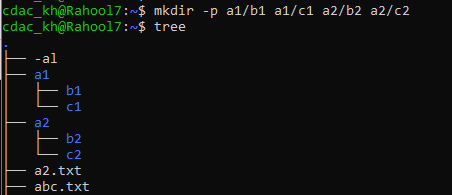 cdac_kh@Rahool7:~$ mkdir -p a1/b1 a1/c1 a2/b2 a2/c2
cdac_kh@Rahool7:~$ tree
.
├── -al
├── a1
│   ├── b1
│   └── c1
├── a2
│   ├── b2
│   └── c2
├── a2.txt
├── abc.txt